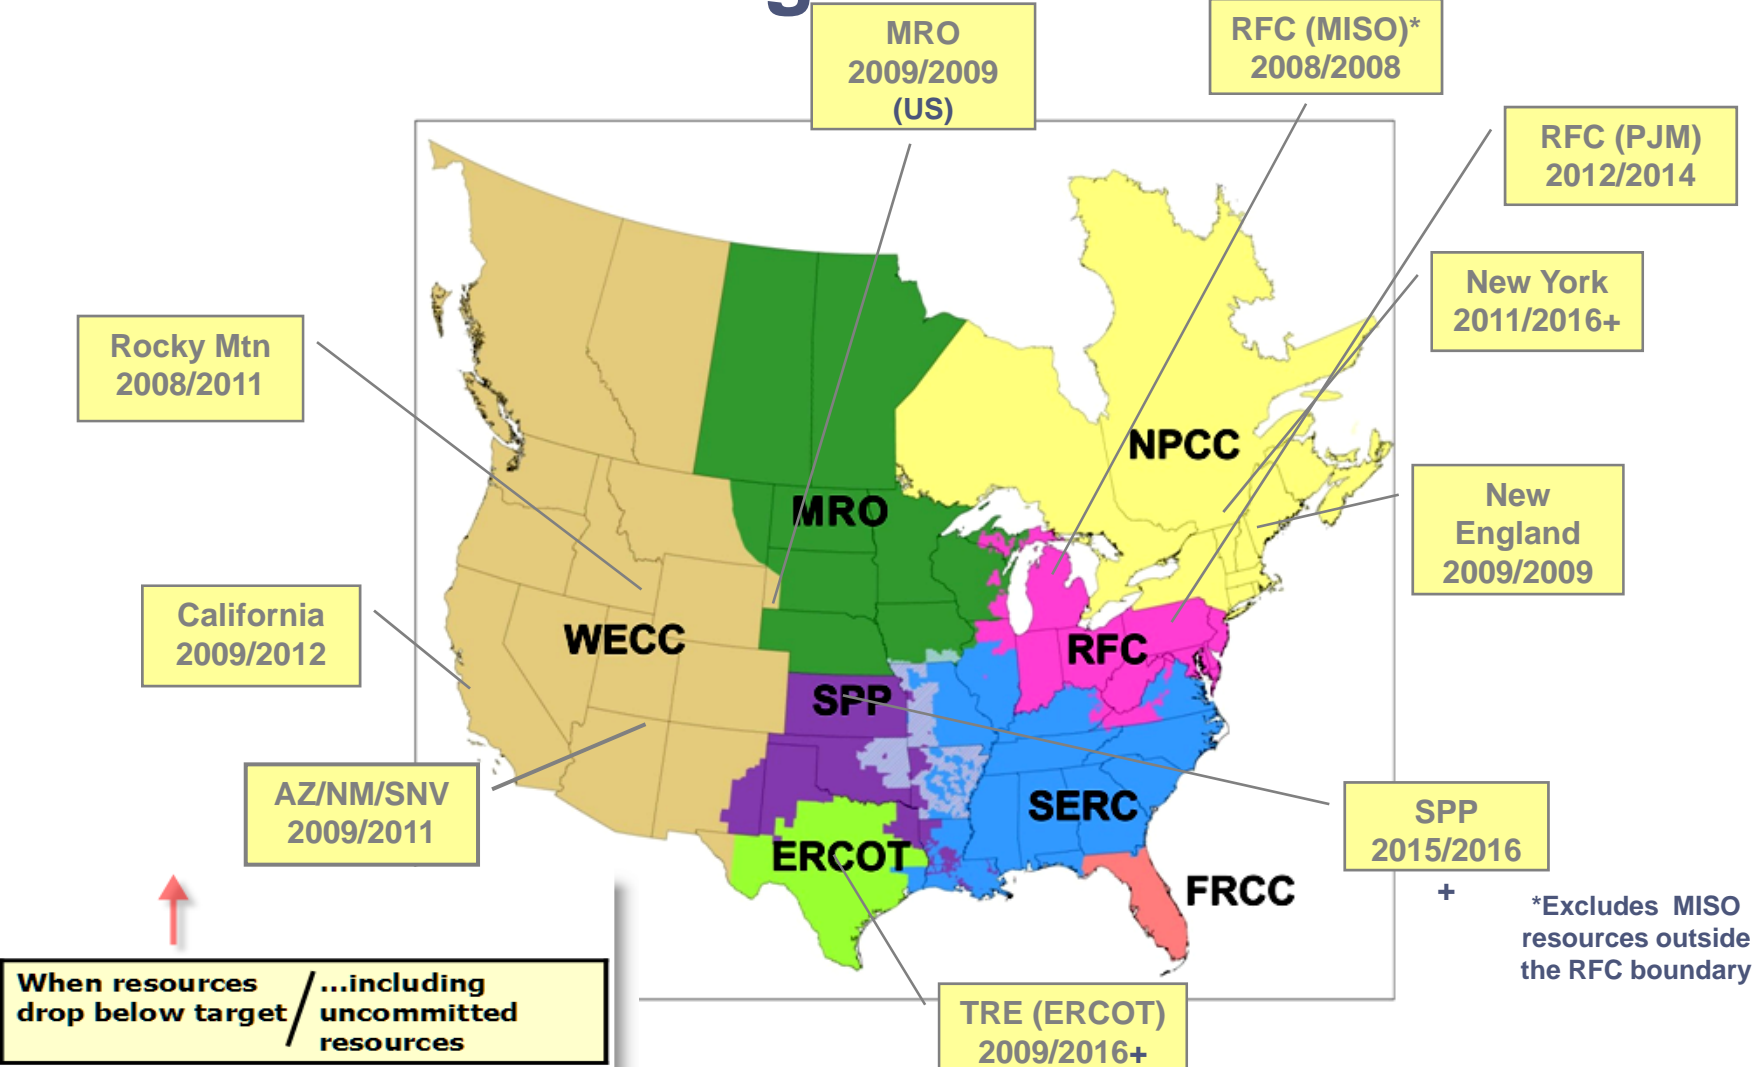 g
MRO
2009/2009
(US)
RFC (MISO)*
2008/2008
RFC (PJM)
2012/2014
New York
2011/2016+
Rocky Mtn
2008/2011
NPCC
New
England
2009/2009
MRO
California
2009/2012
WECC
RFC
SPP
AZ/NM/SNV
2009/2011
SERC
SPP
2015/2016
+
ERCOT
FRCC
*Excludes MISO
resources outside
the RFC boundary
When resources
drop below target
/
...including
uncommitted
resources
TRE (ERCOT)
2009/2016+